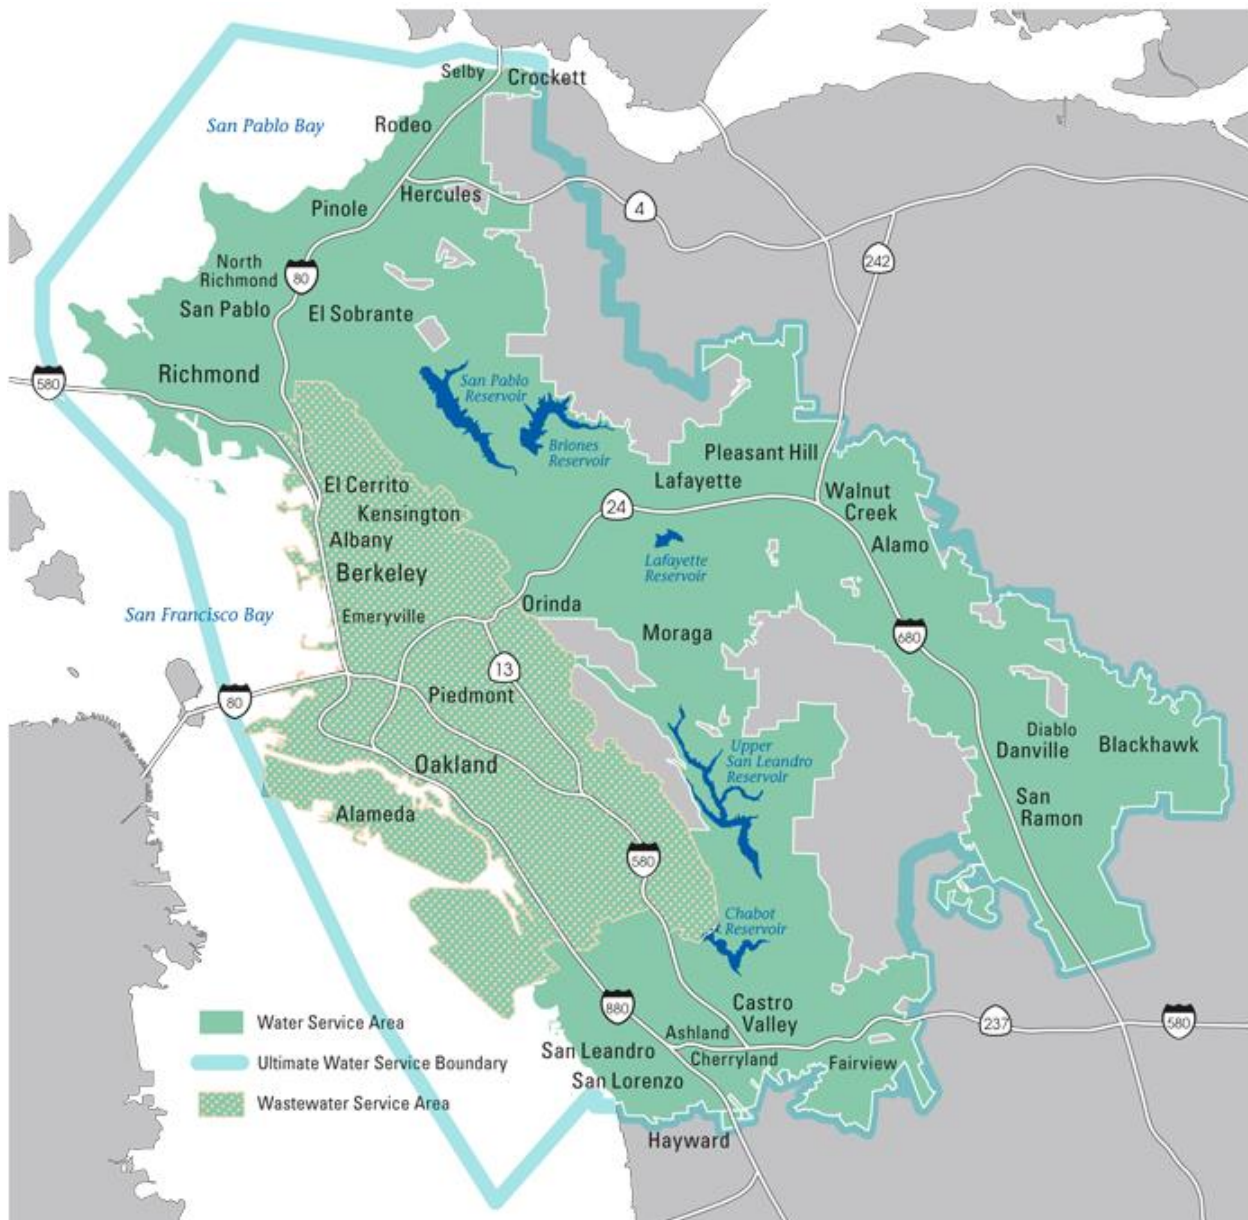 Selby
Crockett
San Pablo Bay
Rodeo
Hercules
4
Pinole
North
Richmond
80
242
San Pablo
El Sobrante
Richmond
580
San Pablo
Reservoir
Briones
Reservoir
Pleasant Hill
Lafayette
El Cerrito
Kensington
24
Walnut
Creek
Albany
Alamo
Berkeley
Lafayette
Reservoir
San Francisco Bay
Emeryville
Orinda
Moraga
680
13
80
Piedmont
Diablo
Danville
Blackhawk
Oakland
Upper
San Leandro
Reservoir
Alameda
San
Ramon
580
Chabot
Reservoir
880
Castro
Valley
Ashland
237
580
Water Service Area
San Leandro
Cherryland
Fairview
Ultimate Water Service Boundary
San Lorenzo
Wastewater Service Area
Hayward